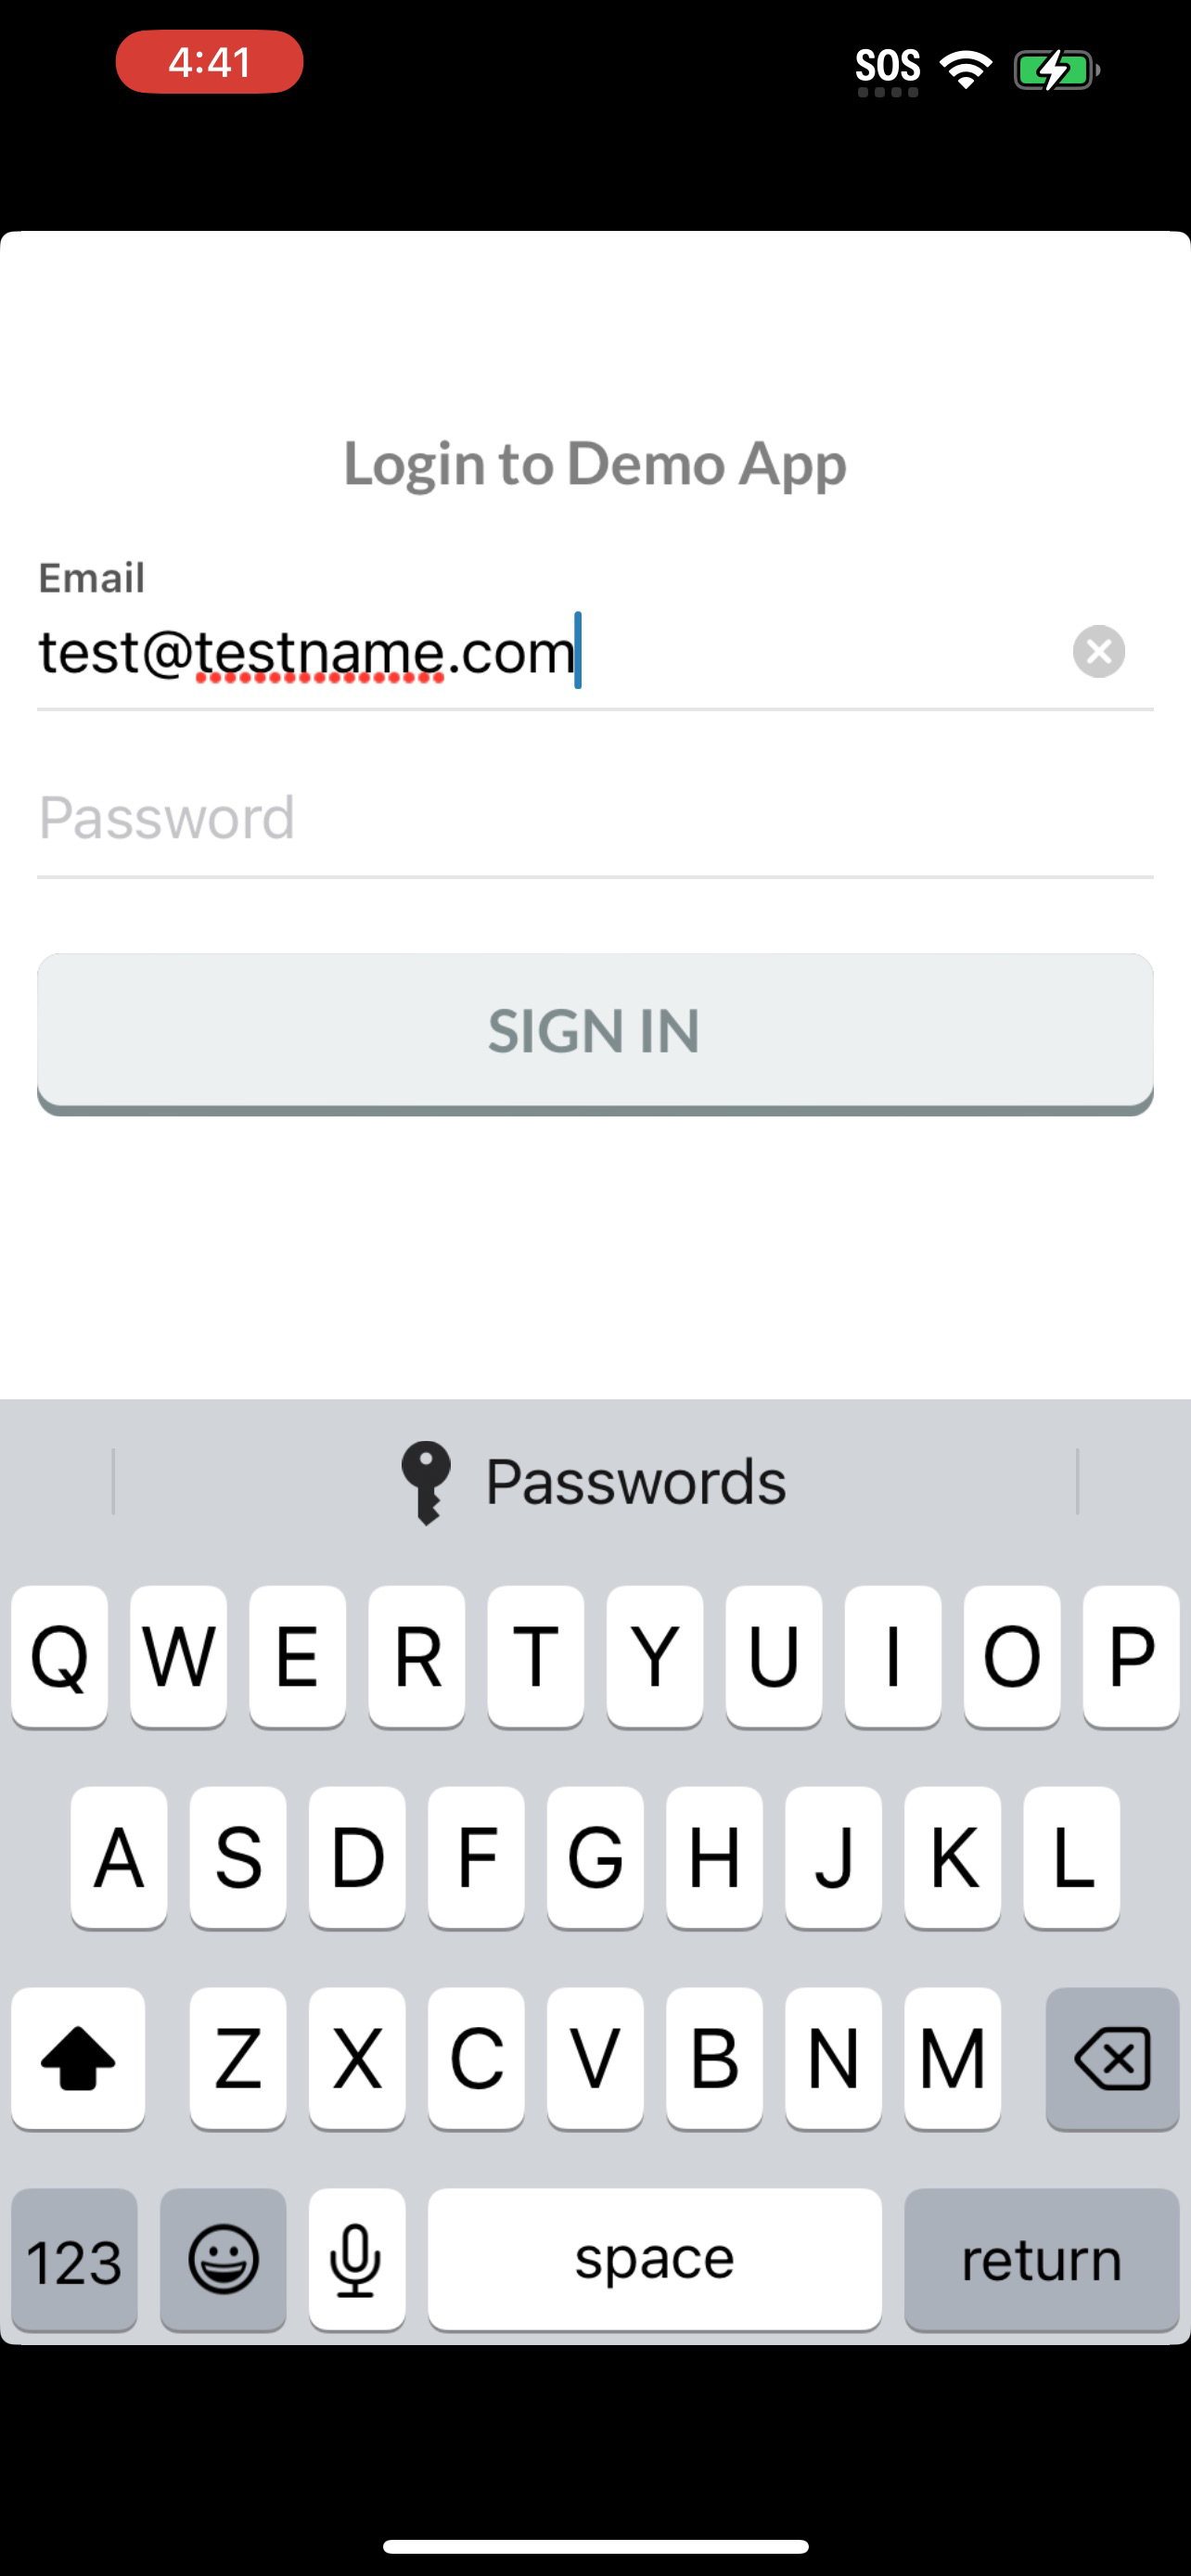 4:41 SOS
Login to Demo App
Email
test@testname.com
Password
SIGN IN
Passwords
Q W E R T Y U I O P
A S D F G H J K L
Z X C V B N M
123 space return